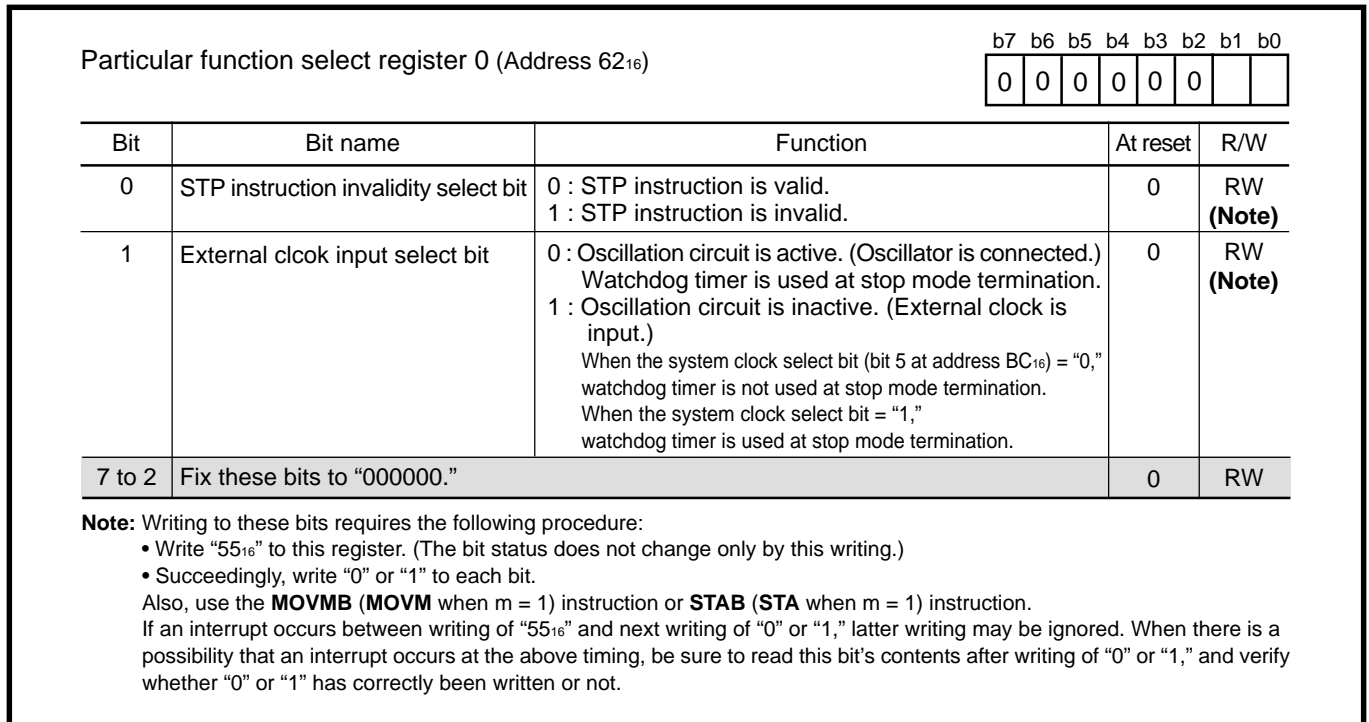 Particular function select register 0 (Address 62₁₆)
b7 b6 b5 b4 b3 b2 b1 b0
0 0 0 0 0 0
Bit Bit name Function At reset R/W
0 STP instruction invalidity select bit 0 : STP instruction is valid. 0 RW
1 : STP instruction is invalid. (Note)
1 External clcok input select bit 0 : Oscillation circuit is active. (Oscillator is connected.) 0 RW
Watchdog timer is used at stop mode termination. (Note)
1 : Oscillation circuit is inactive. (External clock is
input.)
When the system clock select bit (bit 5 at address BC₁₆) = “0,”
watchdog timer is not used at stop mode termination.
When the system clock select bit = “1,”
watchdog timer is used at stop mode termination.
7 to 2 Fix these bits to “000000.” 0 RW
Note: Writing to these bits requires the following procedure:
• Write “55₁₆” to this register. (The bit status does not change only by this writing.)
• Succeedingly, write “0” or “1” to each bit.
Also, use the MOVMB (MOVM when m = 1) instruction or STAB (STA when m = 1) instruction.
If an interrupt occurs between writing of “55₁₆” and next writing of “0” or “1,” latter writing may be ignored. When there is a
possibility that an interrupt occurs at the above timing, be sure to read this bit’s contents after writing of “0” or “1,” and verify
whether “0” or “1” has correctly been written or not.